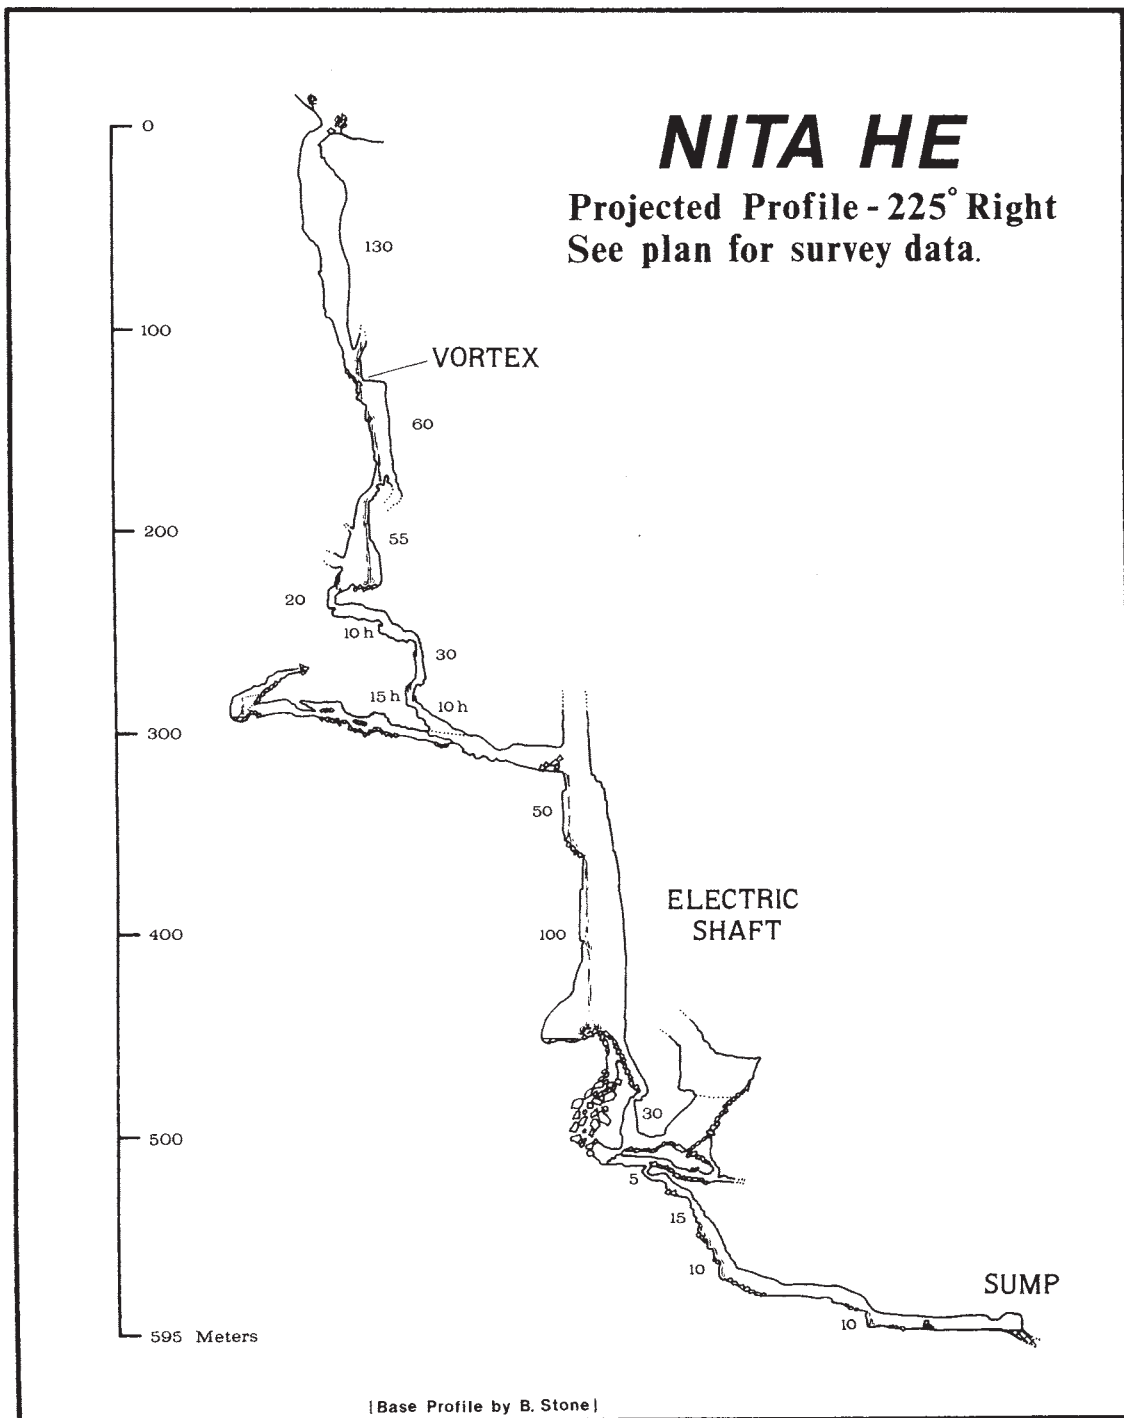 NITA HE
Projected Profile - 225° Right
See plan for survey data.
0
130
100
VORTEX
60
200
55
20
10 h
30
15 h
10 h
300
50
ELECTRIC
SHAFT
400
100
30
500
5
15
10
SUMP
10
595 Meters
[Base Profile by B. Stone]